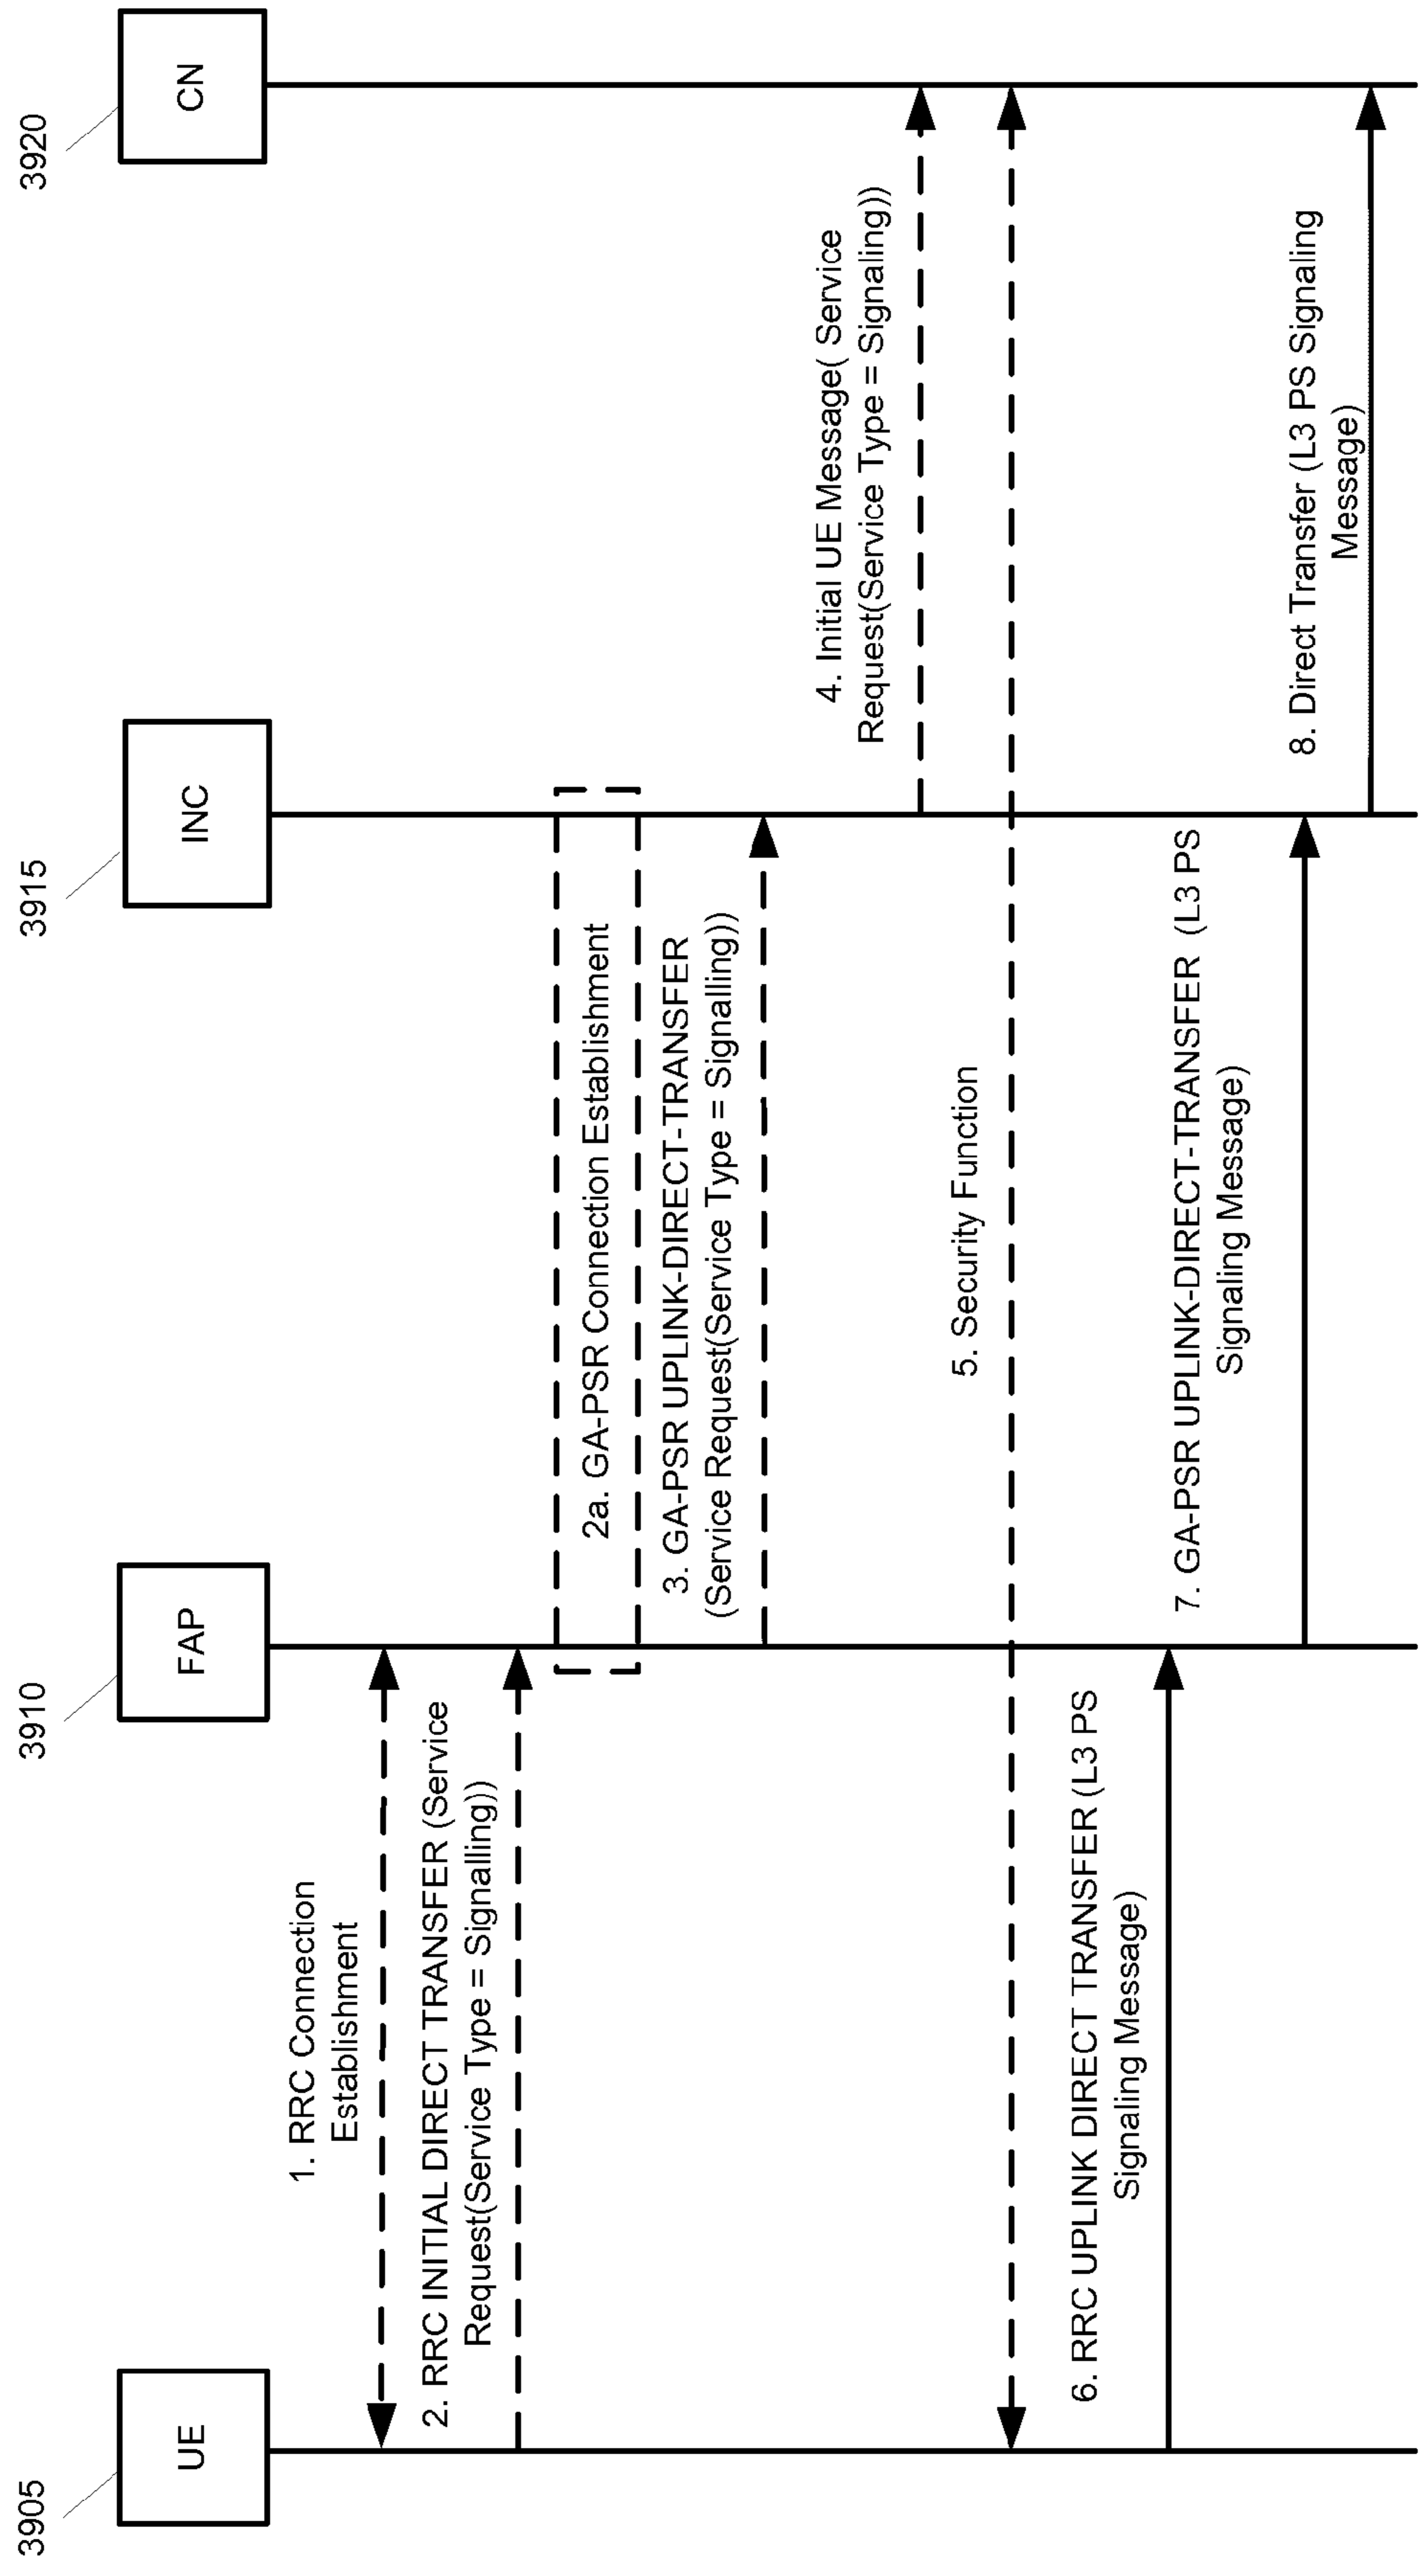 3905
3910
3915
3920
UE
FAP
INC
CN
1. RRC Connection
Establishment
2. RRC INITIAL DIRECT TRANSFER (Service
Request(Service Type = Signalling))
2a. GA-PSR Connection Establishment
3. GA-PSR UPLINK-DIRECT-TRANSFER
(Service Request(Service Type = Signalling))
4. Initial UE Message( Service
Request(Service Type = Signaling))
5. Security Function
6. RRC UPLINK DIRECT TRANSFER (L3 PS
Signaling Message)
7. GA-PSR UPLINK-DIRECT-TRANSFER (L3 PS
Signaling Message)
8. Direct Transfer (L3 PS Signaling
Message)